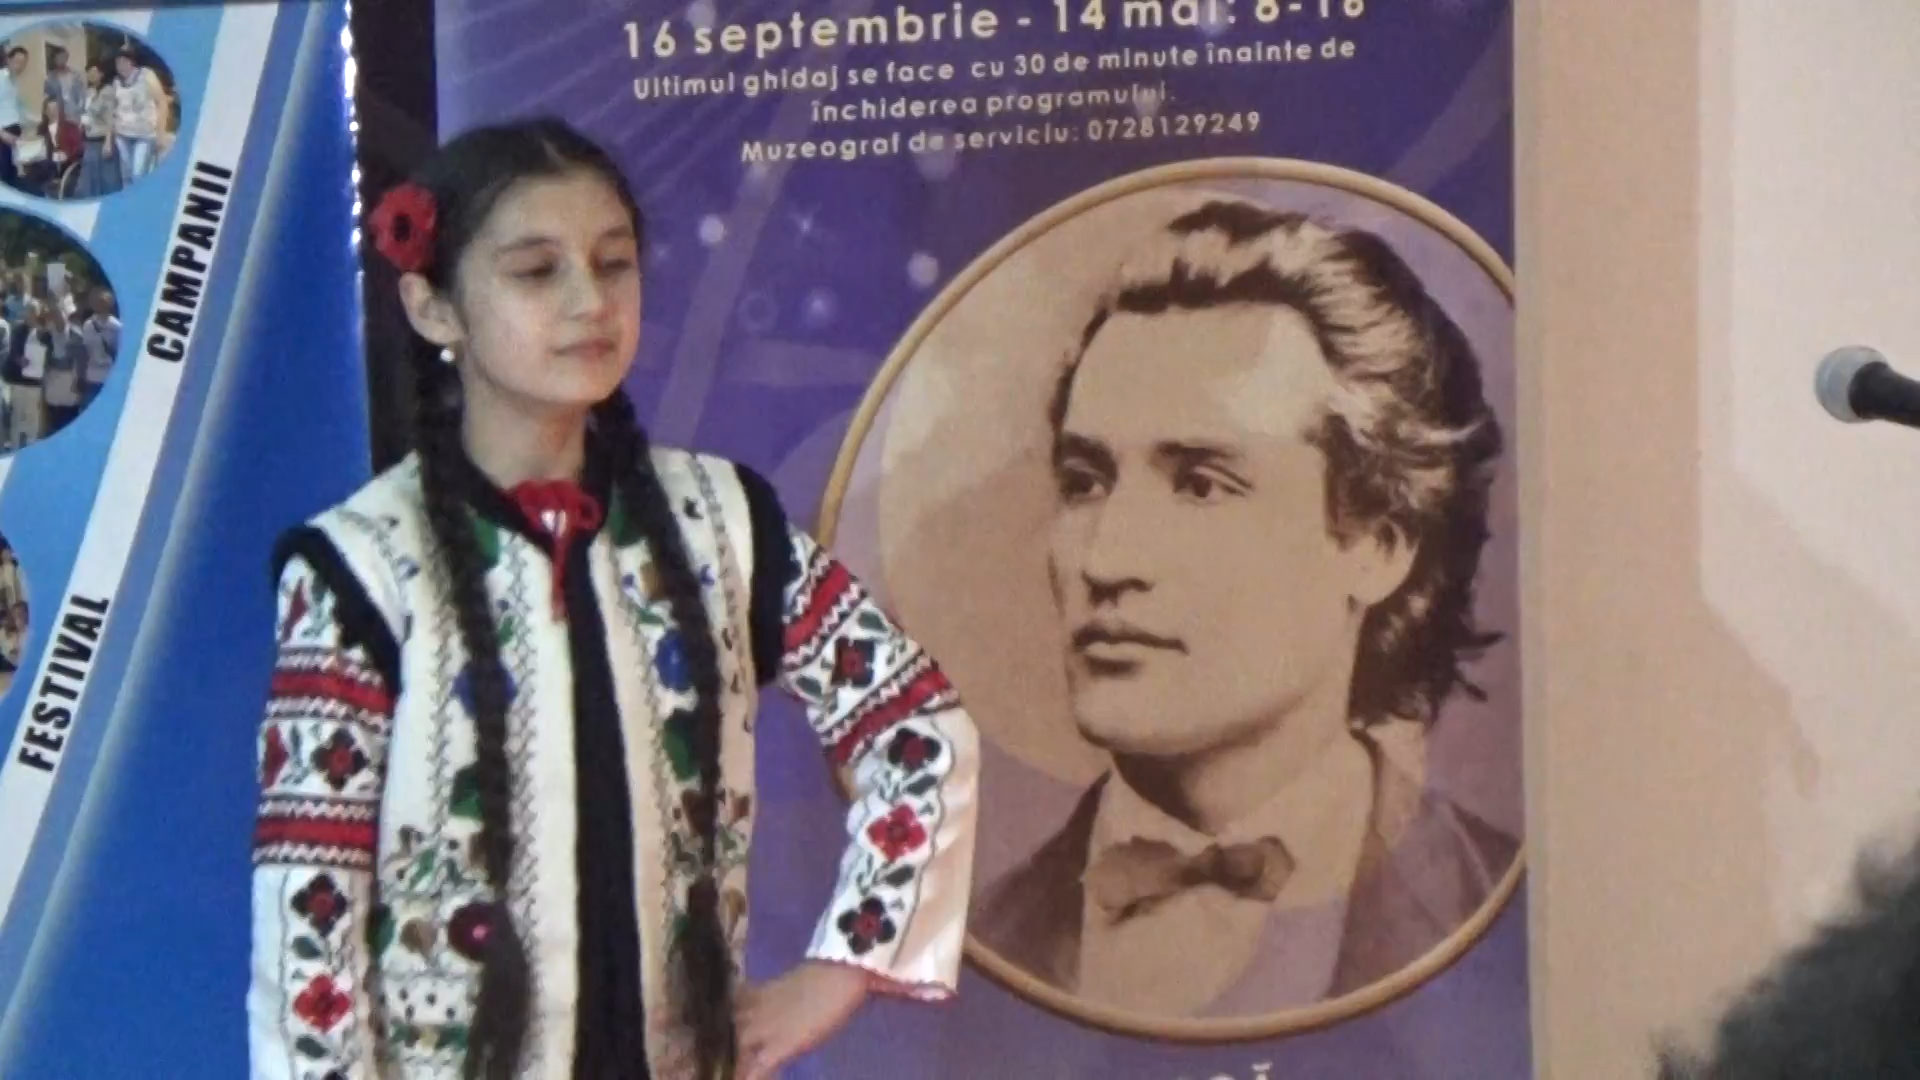 16 septembrie - 14 mai: 8-16
Ultimul ghidaj se face cu 30 de minute înainte de
închiderea programului.
Muzeograf de serviciu: 0728129249
CAMPANII
FESTIVAL